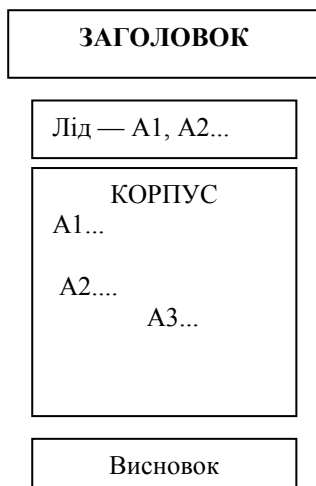 ЗАГОЛОВОК
Лід — А1, А2...
КОРПУС
А1...
А2....
А3...
Висновок